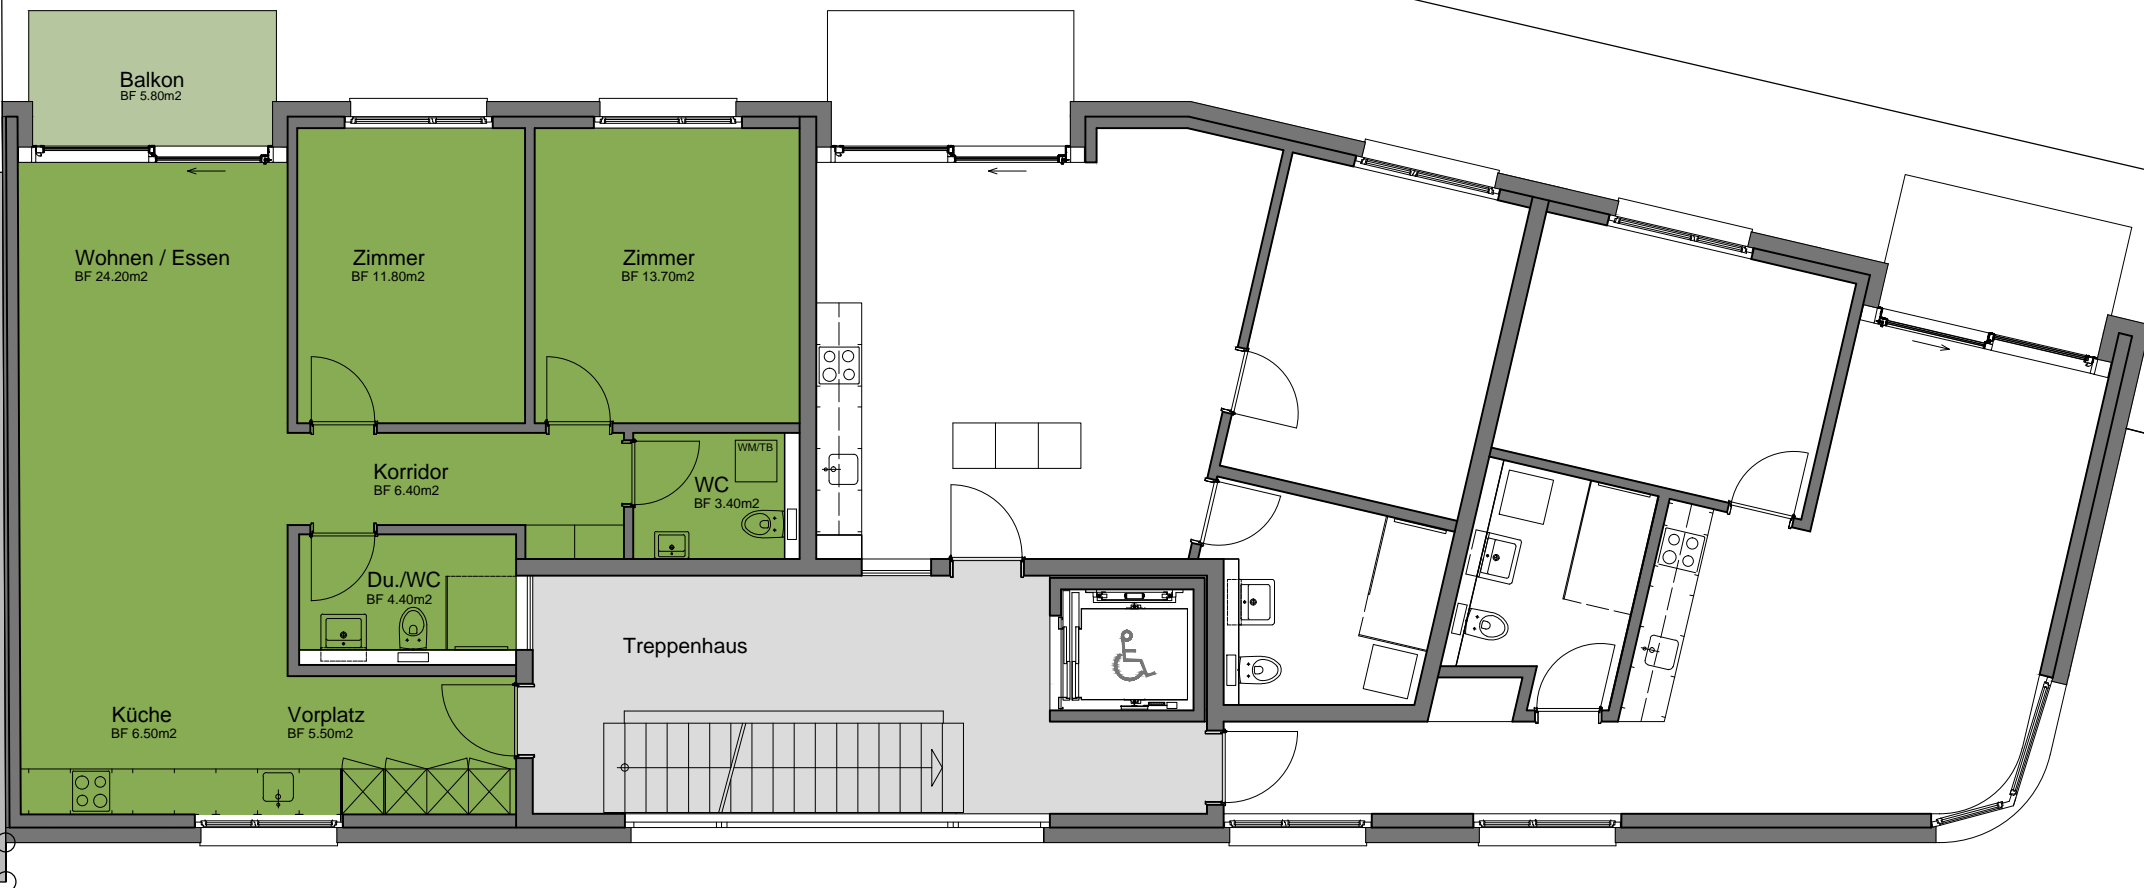 Balkon
BF 5.80m2
Wohnen / Essen
BF 24.20m2
Zimmer
BF 11.80m2
Zimmer
BF 13.70m2
Korridor
BF 6.40m2
WM/TB
WC
BF 3.40m2
Du./WC
BF 4.40m2
Treppenhaus
Küche
BF 6.50m2
Vorplatz
BF 5.50m2